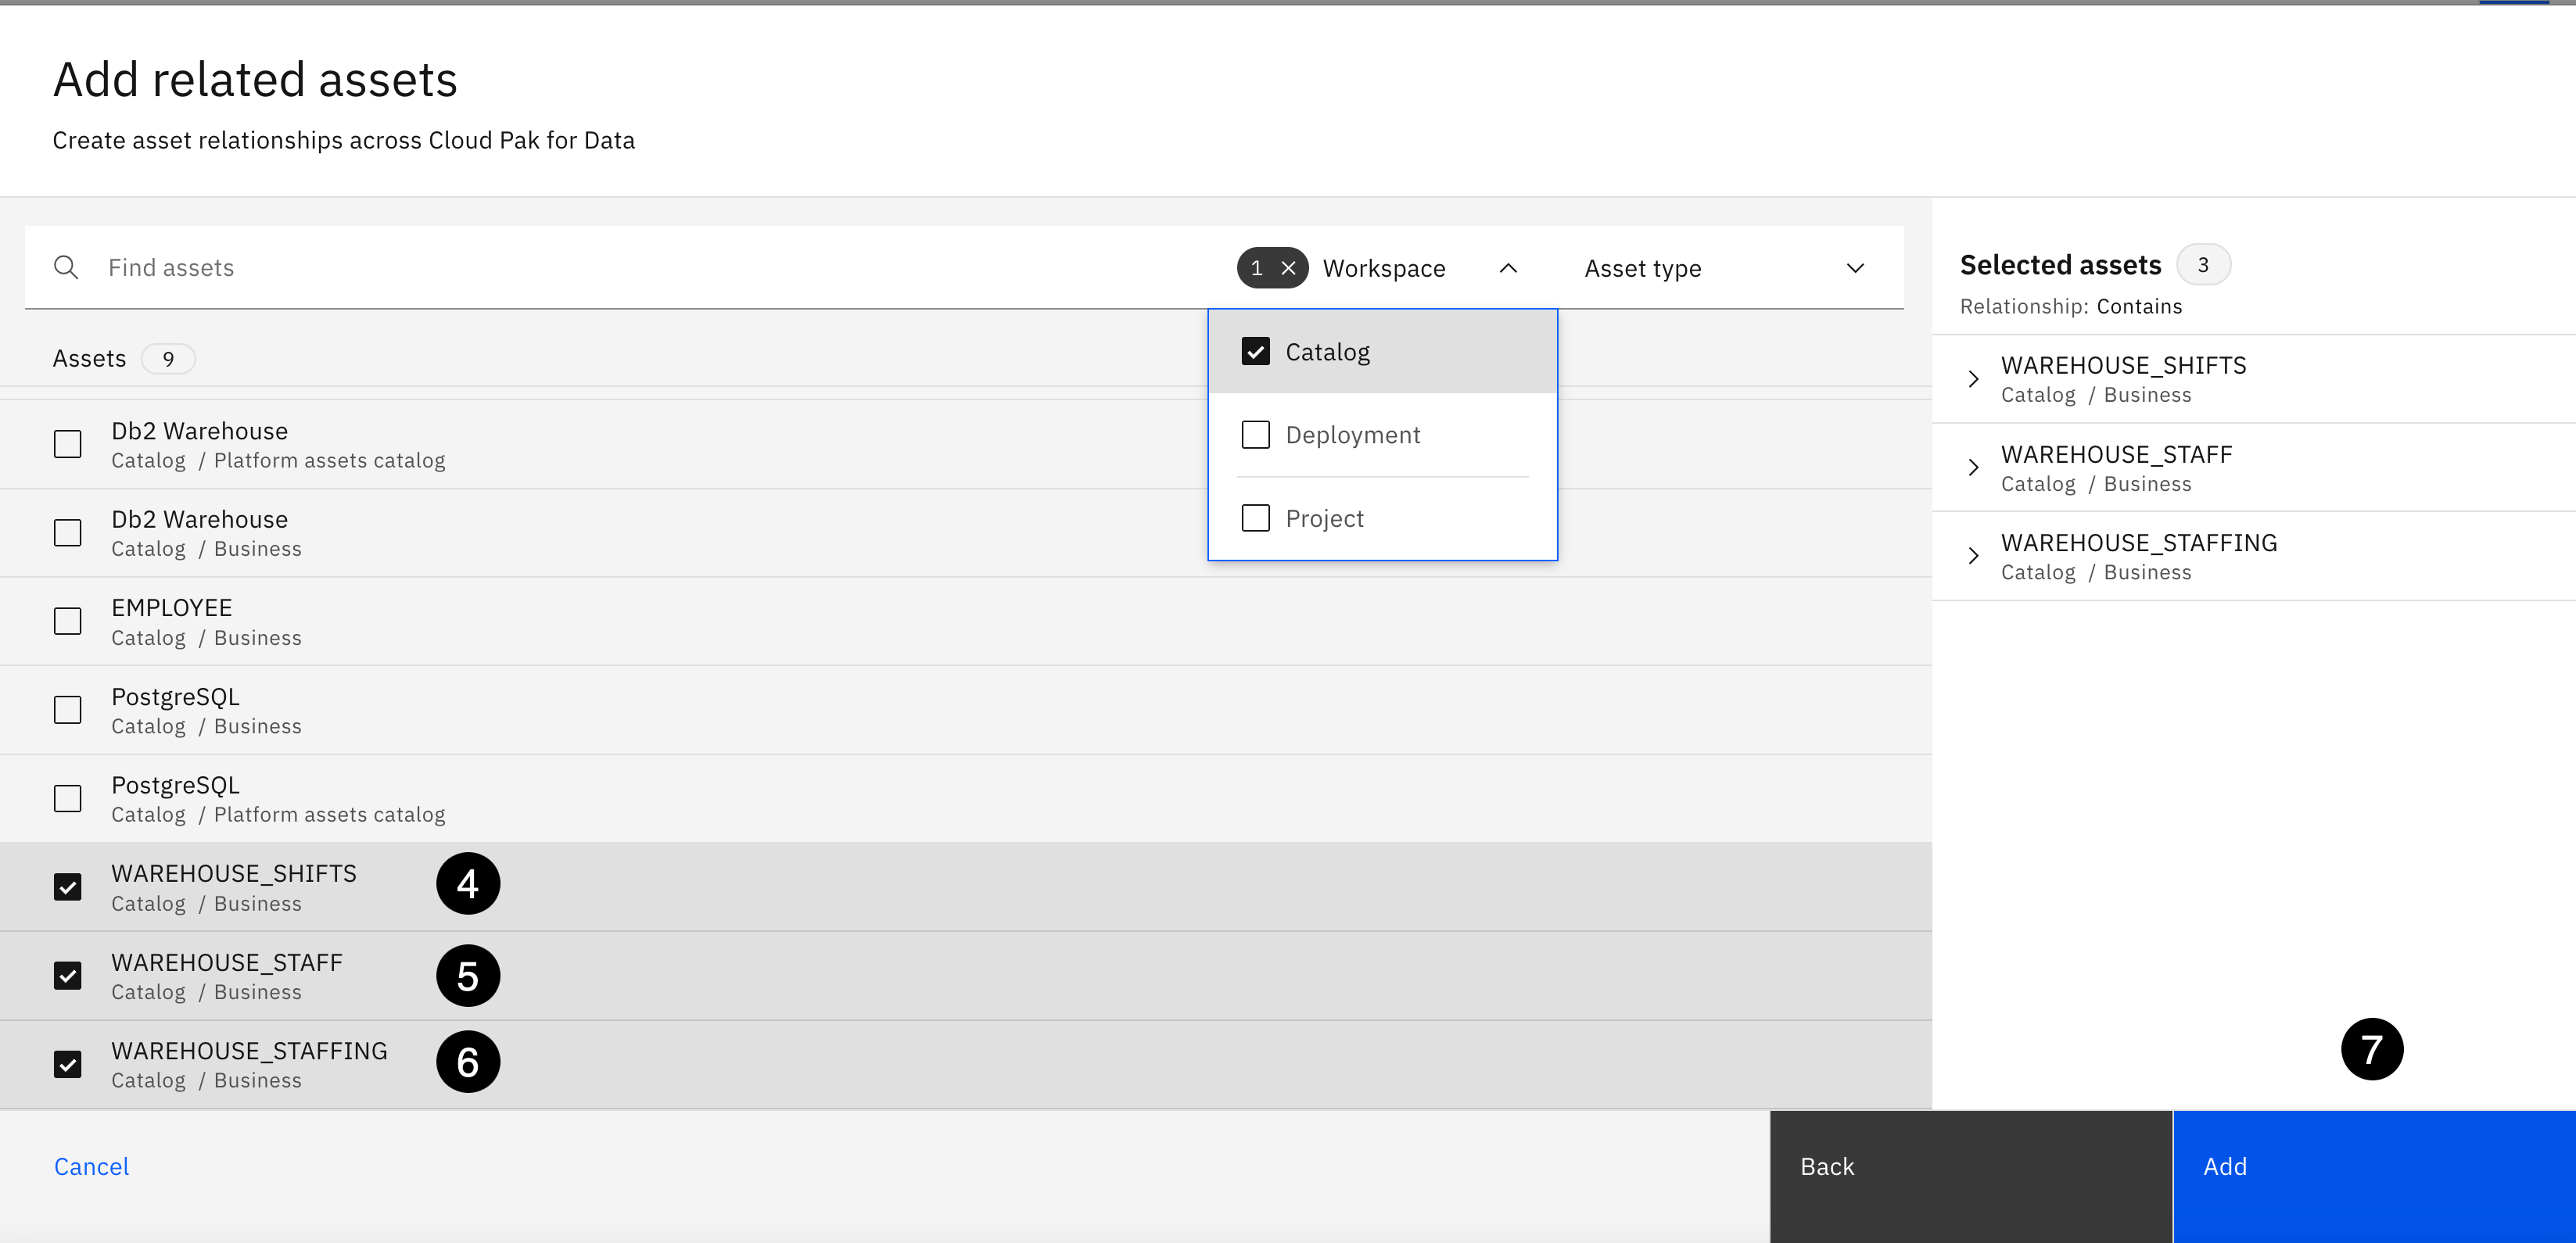 Add related assets
Create asset relationships across Cloud Pak for Data
Find assets
1
Workspace
Asset type
Catalog
Deployment
Project
Assets 9
Db2 Warehouse
Catalog / Platform assets catalog
Db2 Warehouse
Catalog / Business
EMPLOYEE
Catalog / Business
PostgreSQL
Catalog / Business
PostgreSQL
Catalog / Platform assets catalog
WAREHOUSE_SHIFTS
Catalog / Business
4
WAREHOUSE_STAFF
Catalog / Business
5
WAREHOUSE_STAFFING
Catalog / Business
6
Selected assets 3
Relationship: Contains
WAREHOUSE_SHIFTS
Catalog / Business
WAREHOUSE_STAFF
Catalog / Business
WAREHOUSE_STAFFING
Catalog / Business
7
Cancel
Back
Add